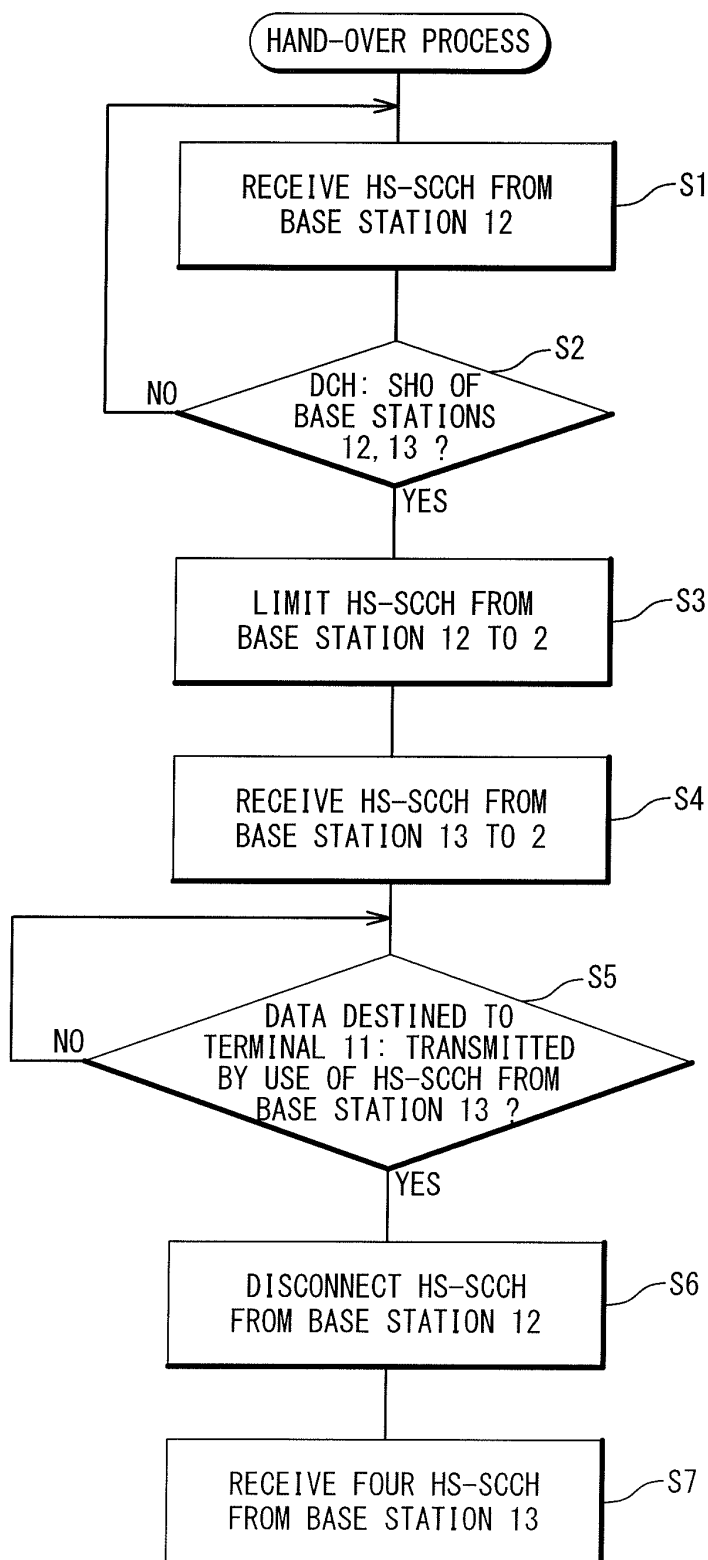 HAND-OVER PROCESS
RECEIVE HS-SCCH FROM
BASE STATION 12
S1
DCH: SHO OF
BASE STATIONS
12,13 ?
S2
NO
YES
LIMIT HS-SCCH FROM
BASE STATION 12 TO 2
S3
RECEIVE HS-SCCH FROM
BASE STATION 13 TO 2
S4
DATA DESTINED TO
TERMINAL 11: TRANSMITTED
BY USE OF HS-SCCH FROM
BASE STATION 13 ?
S5
NO
YES
DISCONNECT HS-SCCH
FROM BASE STATION 12
S6
RECEIVE FOUR HS-SCCH
FROM BASE STATION 13
S7